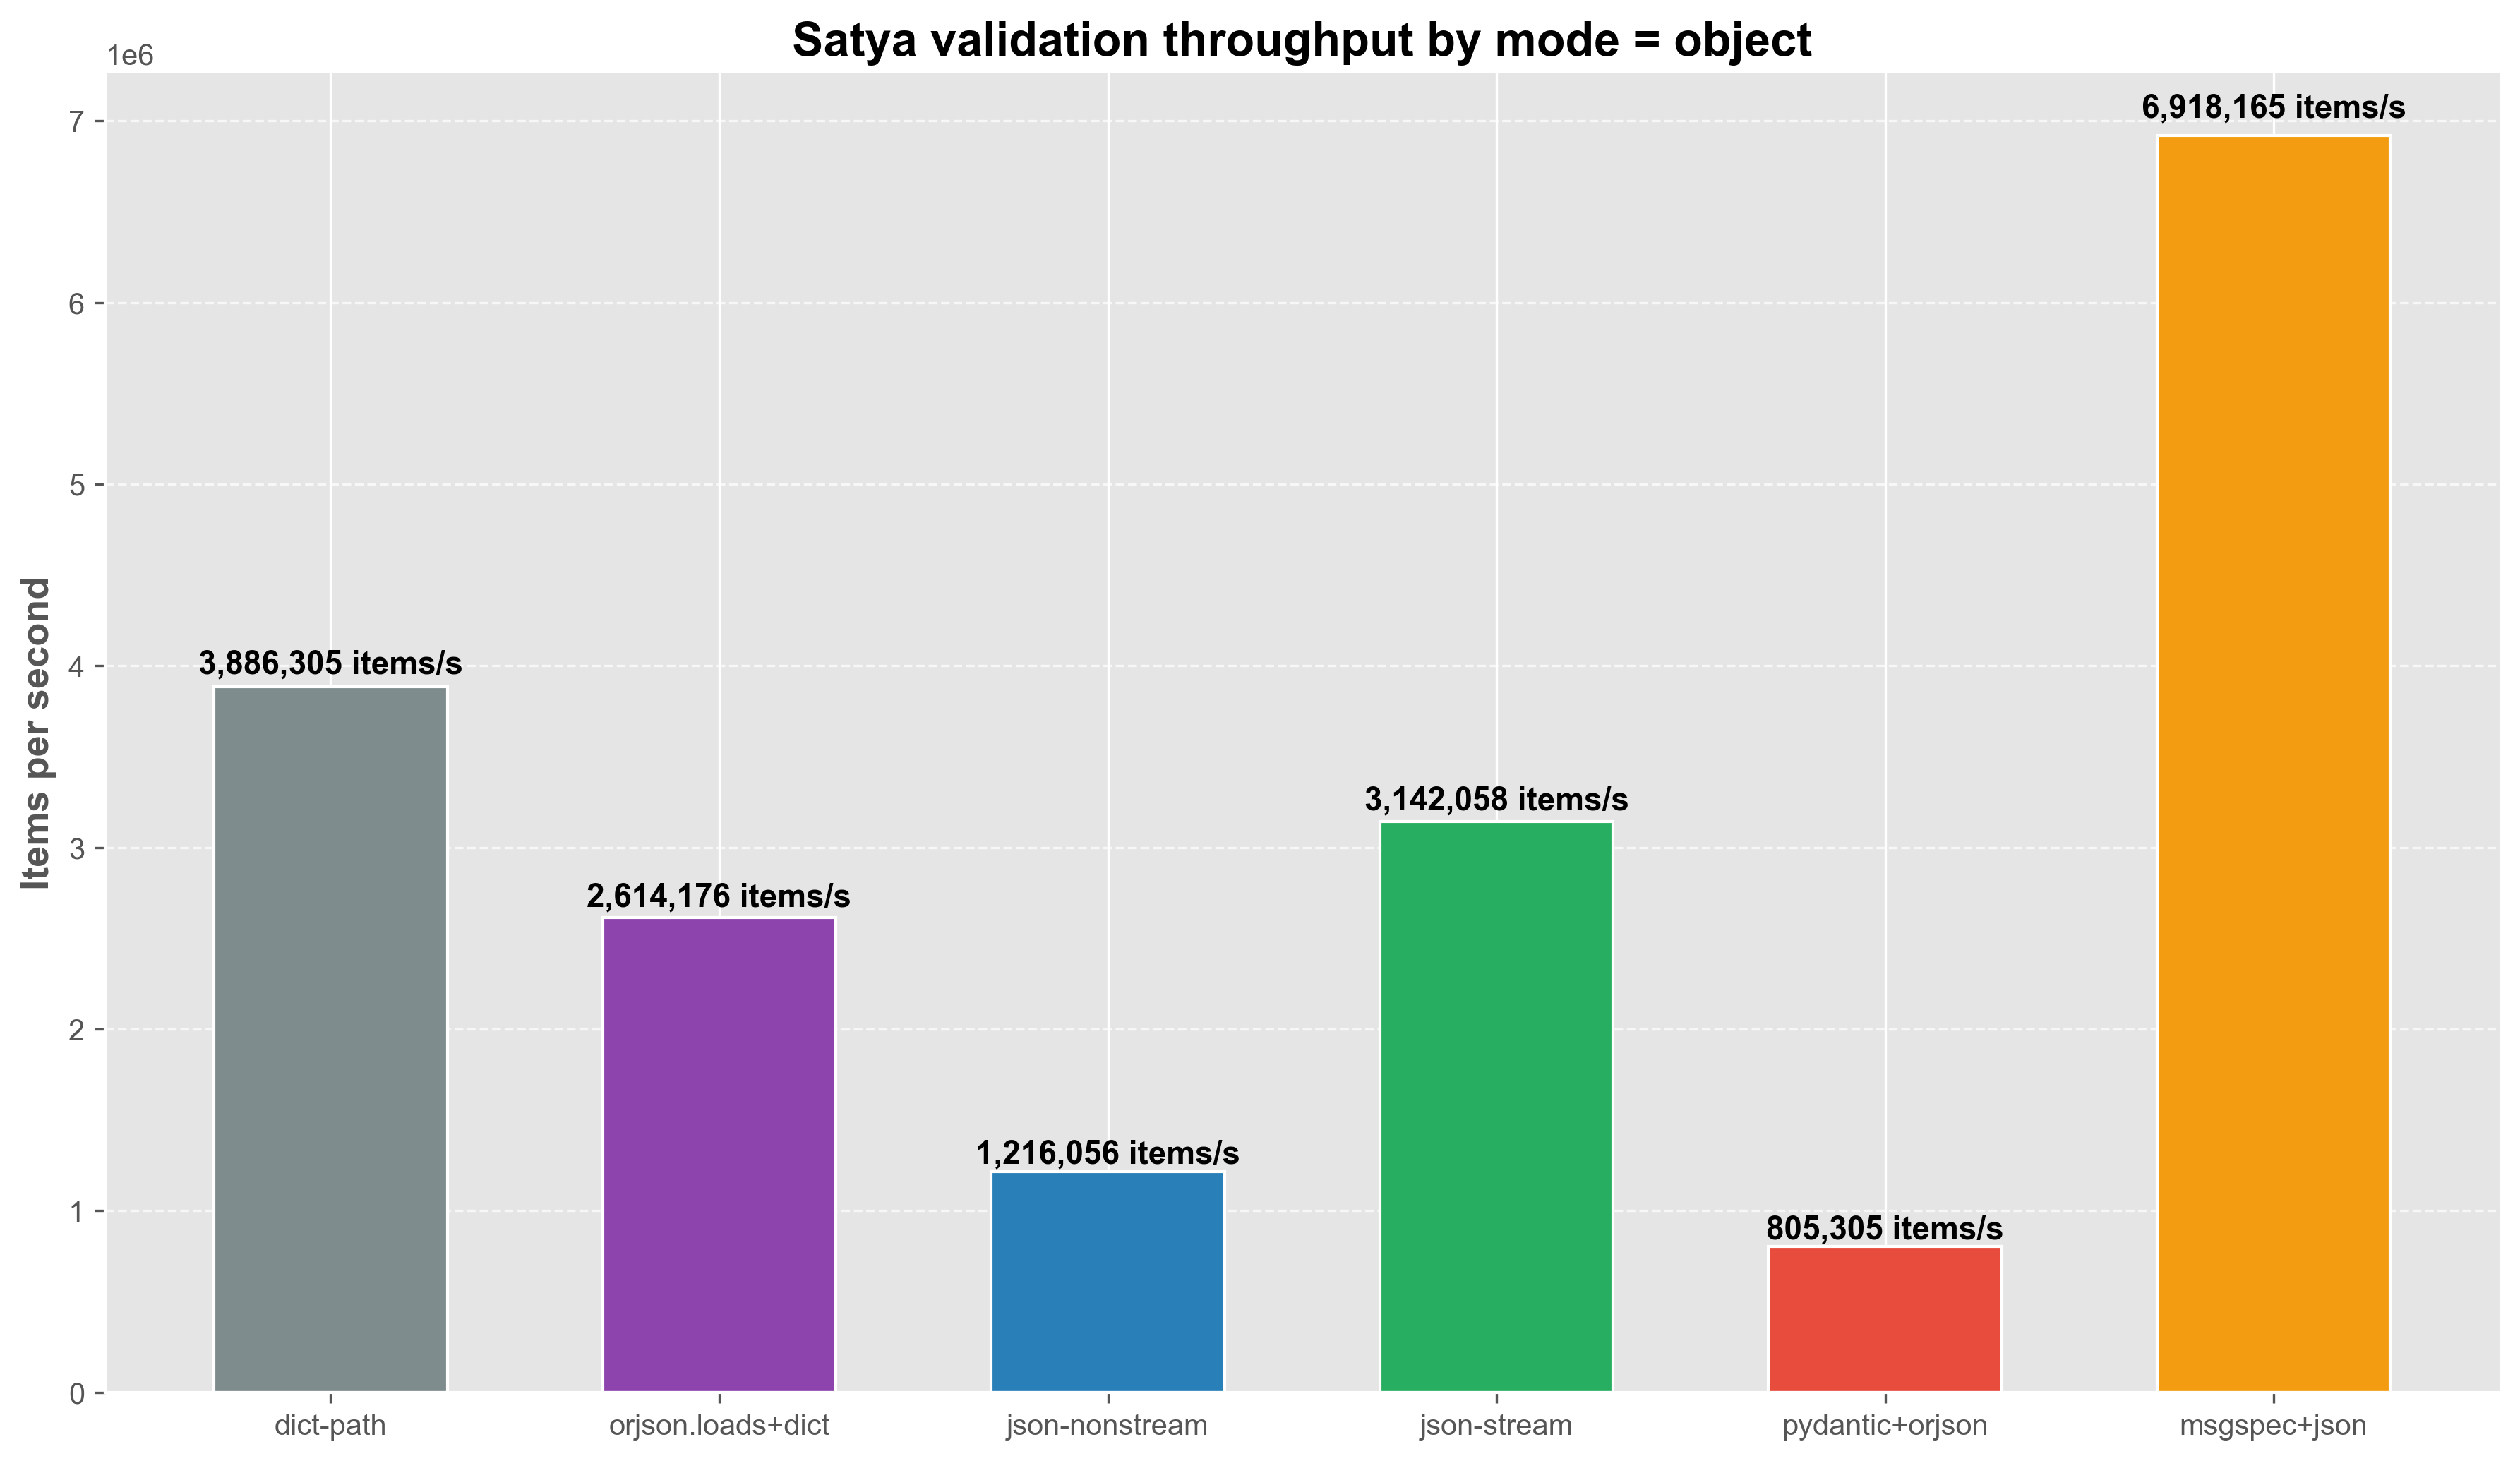 Satya validation throughput by mode = object
1e6
Items per second
7
6
5
4
3
2
1
0
3,886,305 items/s
2,614,176 items/s
1,216,056 items/s
3,142,058 items/s
805,305 items/s
6,918,165 items/s
dict-path
orjson.loads+dict
json-nonstream
json-stream
pydantic+orjson
msgspec+json